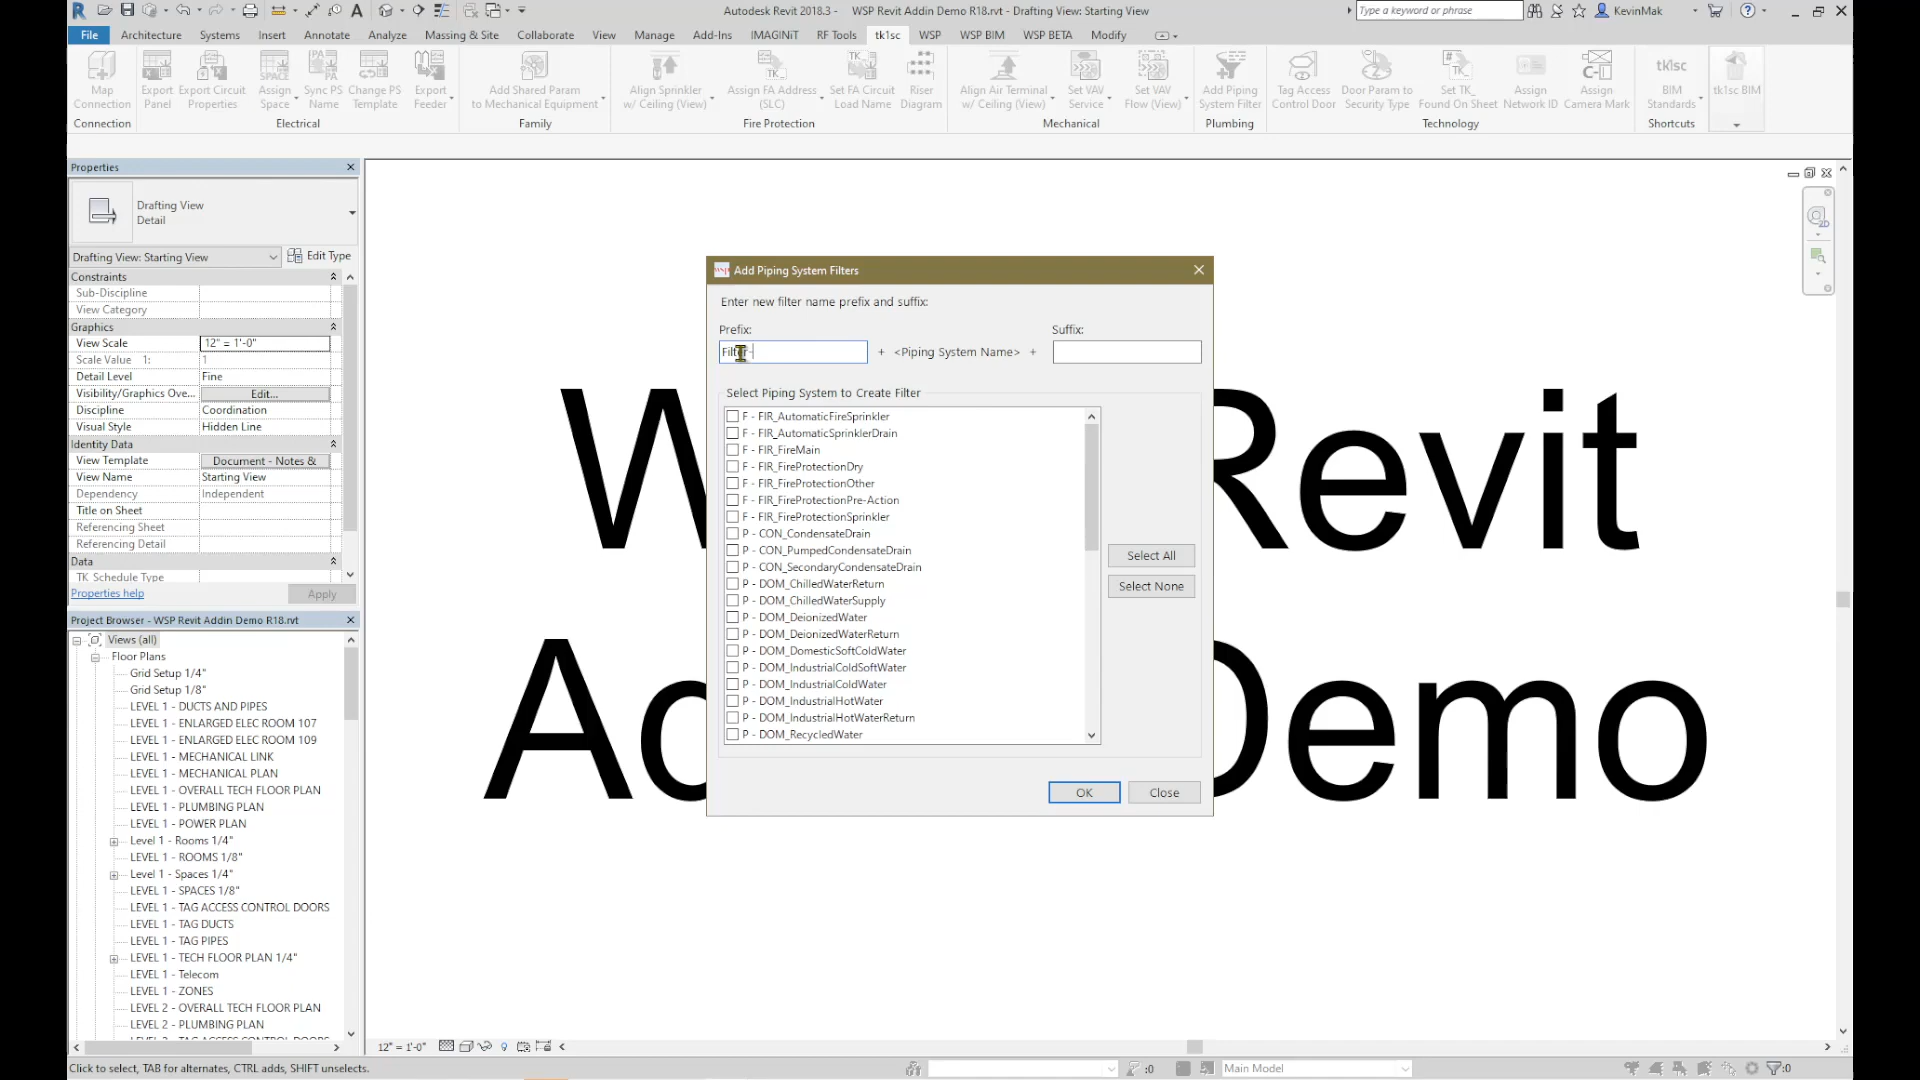 Autodesk Revit 2018.3 - WSP Revit Addin Demo R18.rvt - Drafting View: Starting View
Type a keyword or phrase
KevinMak
File Architecture Systems Insert Annotate Analyze Massing & Site Collaborate View Manage Add-Ins IMAGINiT RF Tools tk1sc WSP WSP BIM WSP BETA Modify
Map Connection
Export Panel
Export Circuit Properties
Assign Space
Sync PS Name
Change PS Template
Export Feeder
Add Shared Param to Mechanical Equipment
Align Sprinkler w/ Ceiling (View)
Assign FA Address (SLC)
Set FA Circuit Load Name
Riser Diagram
Align Air Terminal w/ Ceiling (View)
Set VAV Service
Set VAV Flow (View)
Add Piping System Filter
Tag Access Control Door
Door Param to Security Type
Set TK_ Found On Sheet
Assign Network ID
Assign Camera Mark
BIM Standards
tk1sc BIM
Connection Electrical Family Fire Protection Mechanical Plumbing Technology Shortcuts
Properties
Drafting View
Detail
Drafting View: Starting View
Edit Type
Constraints
Sub-Discipline
View Category
Graphics
View Scale 12" = 1'-0"
Scale Value 1: 1
Detail Level Fine
Visibility/Graphics Ove... Edit...
Discipline Coordination
Visual Style Hidden Line
Identity Data
View Template Document - Notes &
View Name Starting View
Dependency Independent
Title on Sheet
Referencing Sheet
Referencing Detail
Data
TK Schedule Type
Properties help
Apply
Project Browser - WSP Revit Addin Demo R18.rvt
Views (all)
Floor Plans
Grid Setup 1/4"
Grid Setup 1/8"
LEVEL 1 - DUCTS AND PIPES
LEVEL 1 - ENLARGED ELEC ROOM 107
LEVEL 1 - ENLARGED ELEC ROOM 109
LEVEL 1 - MECHANICAL LINK
LEVEL 1 - MECHANICAL PLAN
LEVEL 1 - OVERALL TECH FLOOR PLAN
LEVEL 1 - PLUMBING PLAN
LEVEL 1 - POWER PLAN
Level 1 - Rooms 1/4"
LEVEL 1 - ROOMS 1/8"
Level 1 - Spaces 1/4"
LEVEL 1 - SPACES 1/8"
LEVEL 1 - TAG ACCESS CONTROL DOORS
LEVEL 1 - TAG DUCTS
LEVEL 1 - TAG PIPES
LEVEL 1 - TECH FLOOR PLAN 1/4"
LEVEL 1 - Telecom
LEVEL 1 - ZONES
LEVEL 2 - OVERALL TECH FLOOR PLAN
LEVEL 2 - PLUMBING PLAN
Add Piping System Filters
Enter new filter name prefix and suffix:
Prefix: Suffix:
Filter-
+ <Piping System Name> +
Select Piping System to Create Filter
F - FIR_AutomaticFireSprinkler
F - FIR_AutomaticSprinklerDrain
F - FIR_FireMain
F - FIR_FireProtectionDry
F - FIR_FireProtectionOther
F - FIR_FireProtectionPre-Action
F - FIR_FireProtectionSprinkler
P - CON_CondensateDrain
P - CON_PumpedCondensateDrain
P - CON_SecondaryCondensateDrain
P - DOM_ChilledWaterReturn
P - DOM_ChilledWaterSupply
P - DOM_DeionizedWater
P - DOM_DeionizedWaterReturn
P - DOM_DomesticSoftColdWater
P - DOM_IndustrialColdSoftWater
P - DOM_IndustrialColdWater
P - DOM_IndustrialHotWater
P - DOM_IndustrialHotWaterReturn
P - DOM_RecycledWater
Select All
Select None
OK
Close
W Revit
Ad Demo
12" = 1'-0"
Click to select, TAB for alternates, CTRL adds, SHIFT unselects.
:0
Main Model
:0